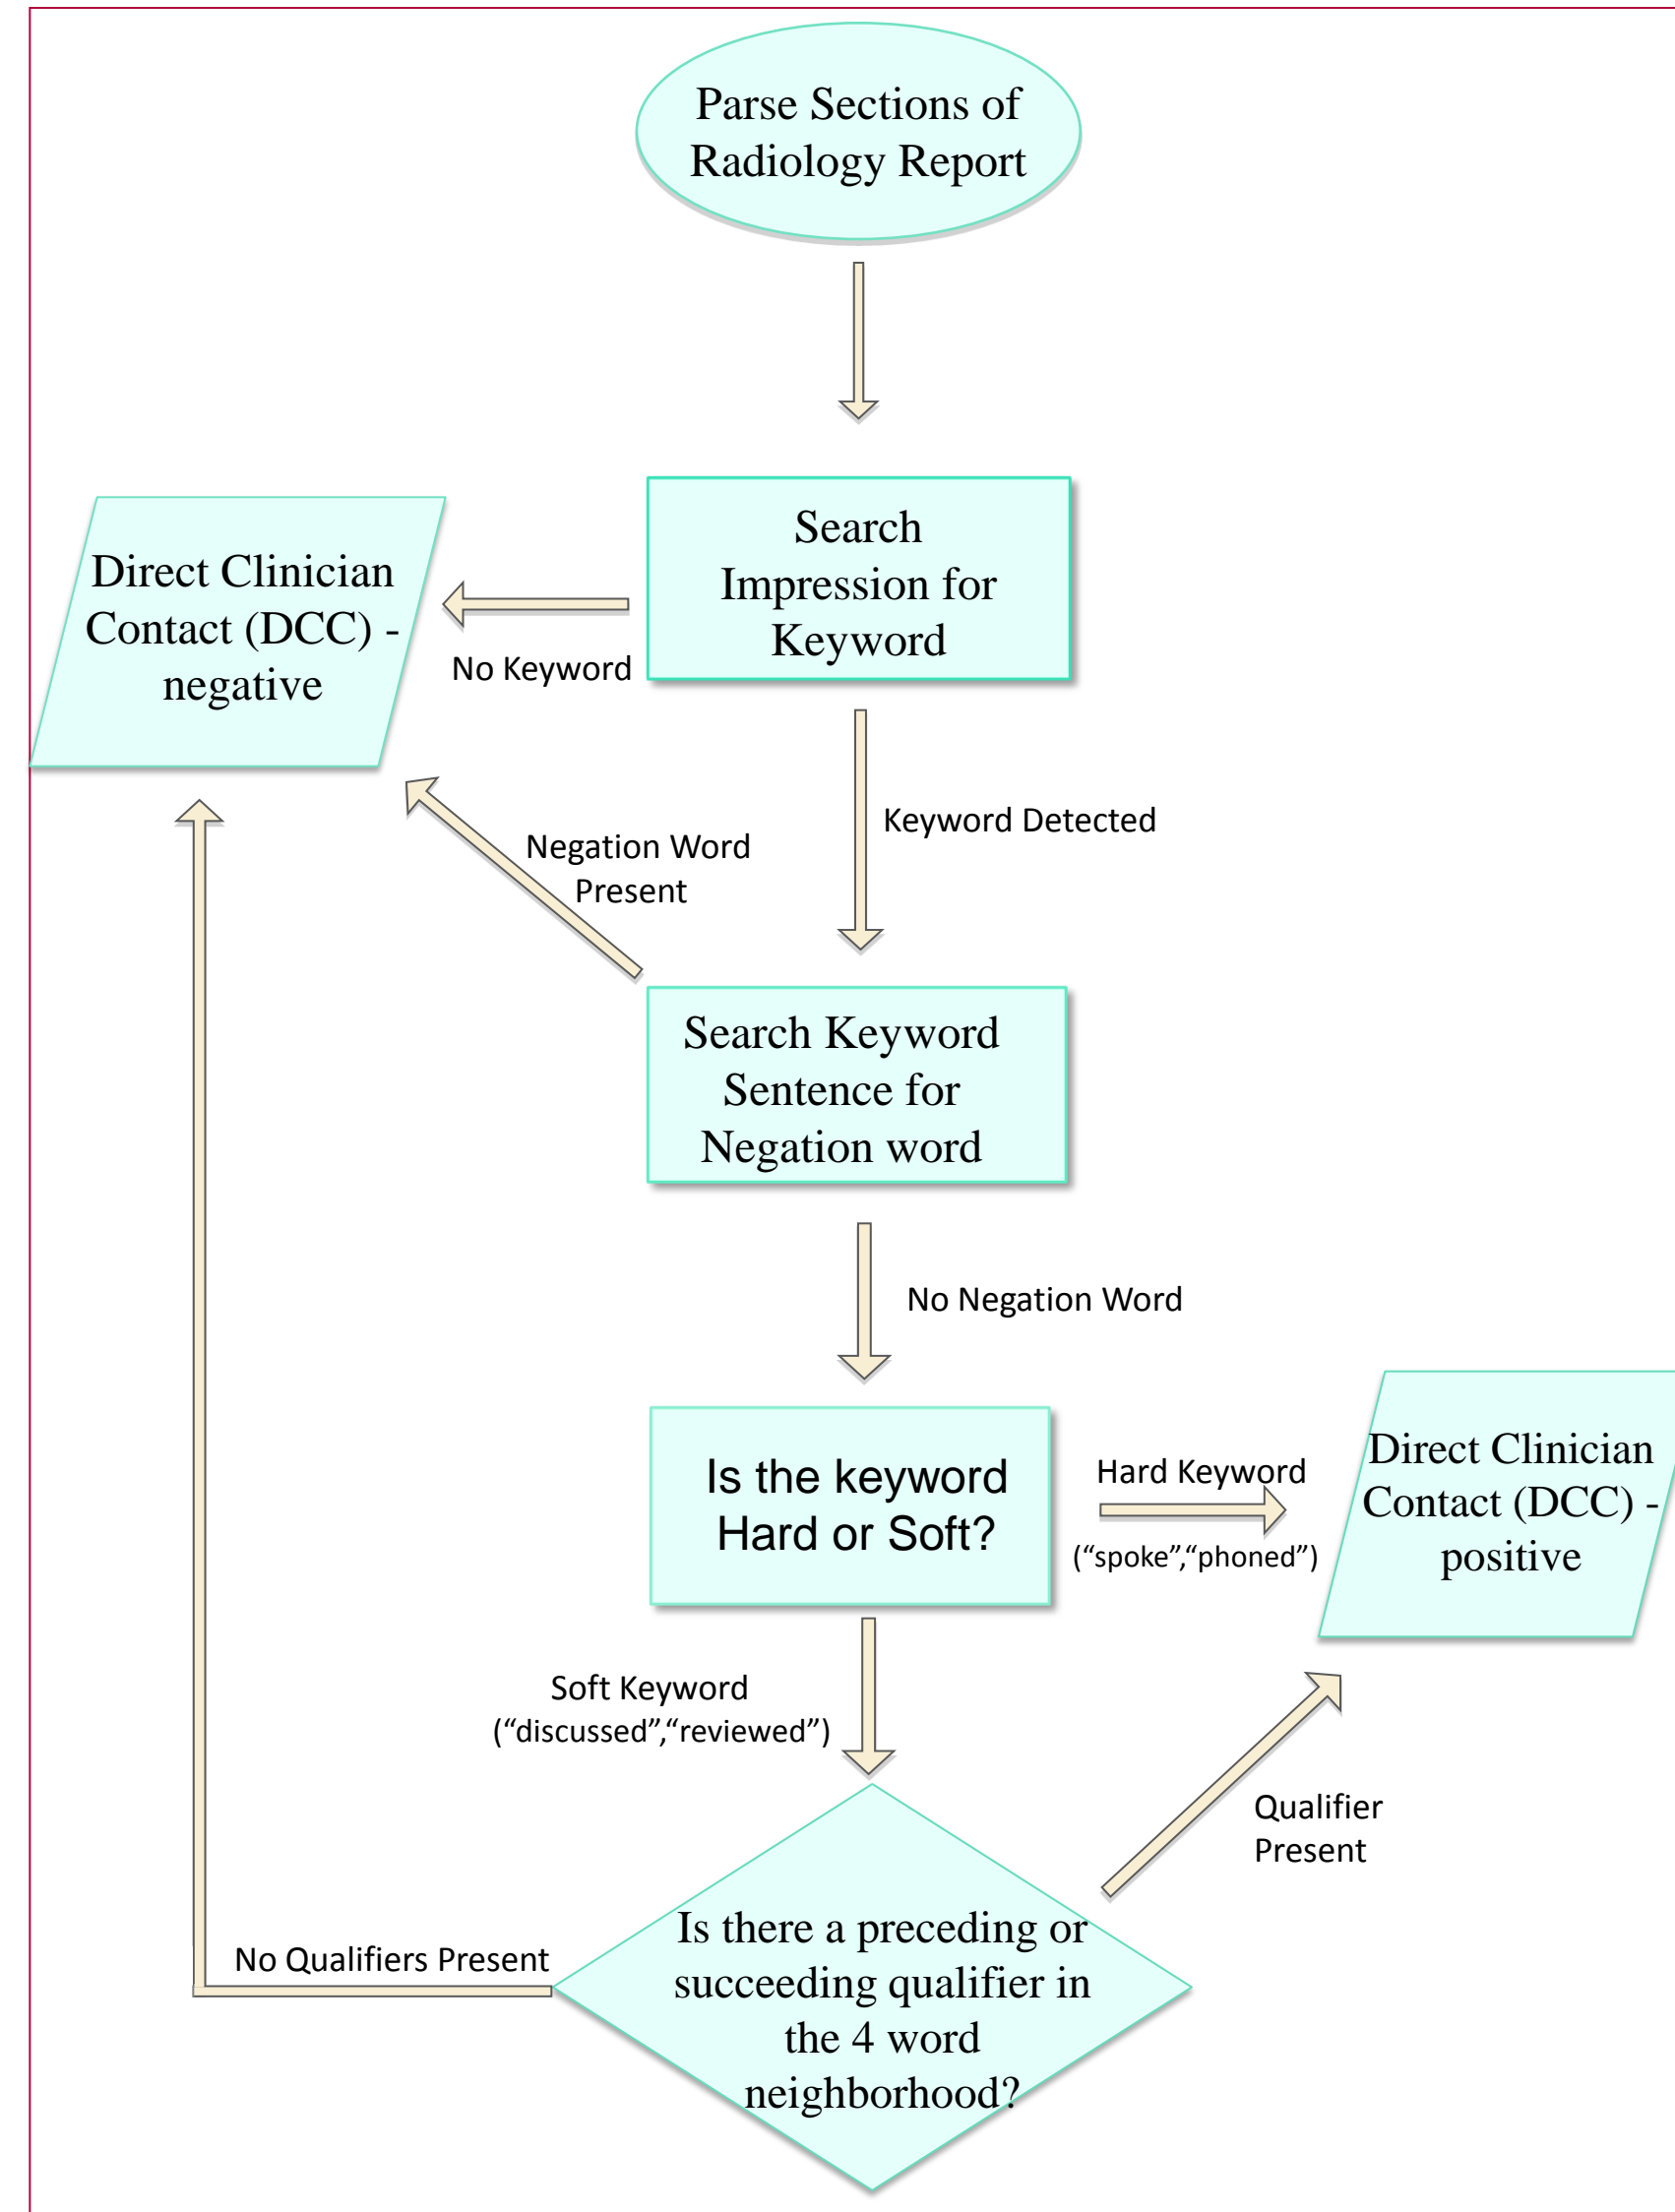 Parse Sections of
Radiology Report
Search
Impression for
Keyword
Direct Clinician
Contact (DCC) -
negative
No Keyword
Keyword Detected
Negation Word
Present
Search Keyword
Sentence for
Negation word
No Negation Word
Is the keyword
Hard or Soft?
Hard Keyword
(“spoke”,“phoned”)
Direct Clinician
Contact (DCC) -
positive
Soft Keyword
(“discussed”,“reviewed”)
Qualifier
Present
Is there a preceding or
succeeding qualifier in
the 4 word
neighborhood?
No Qualifiers Present